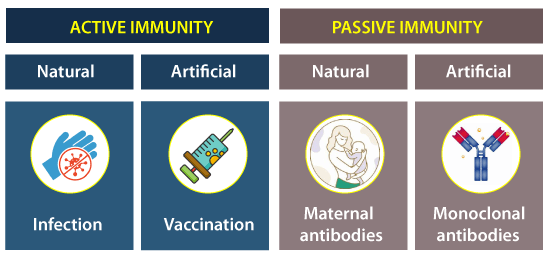 ACTIVE IMMUNITY
PASSIVE IMMUNITY
Natural
Artificial
Natural
Artificial
Infection
Vaccination
Maternal
antibodies
Monoclonal
antibodies